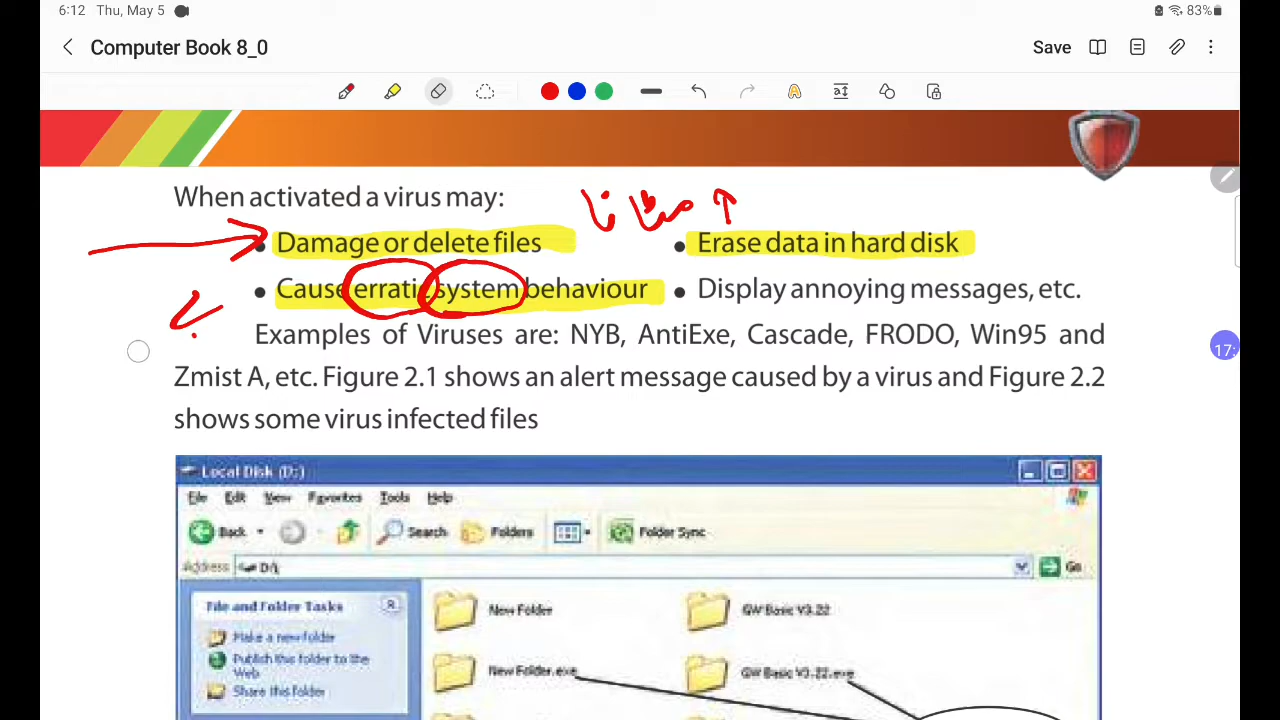 6:12 Thu, May 5
83%
Computer Book 8_0
Save
When activated a virus may:
• Damage or delete files
• Erase data in hard disk
• Cause erratic system behaviour
• Display annoying messages, etc.
Examples of Viruses are: NYB, AntiExe, Cascade, FRODO, Win95 and
Zmist A, etc. Figure 2.1 shows an alert message caused by a virus and Figure 2.2
shows some virus infected files
17:
Local Disk (D:)
File Edit View Favorites Tools Help
Back Search Folders Folder Sync
Address D:\ Go
File and Folder Tasks
Make a new folder
Publish this folder to the
Web
Share this folder
New Folder
GW Basic V3.22
New Folder.exe
GW Basic V3.22.exe